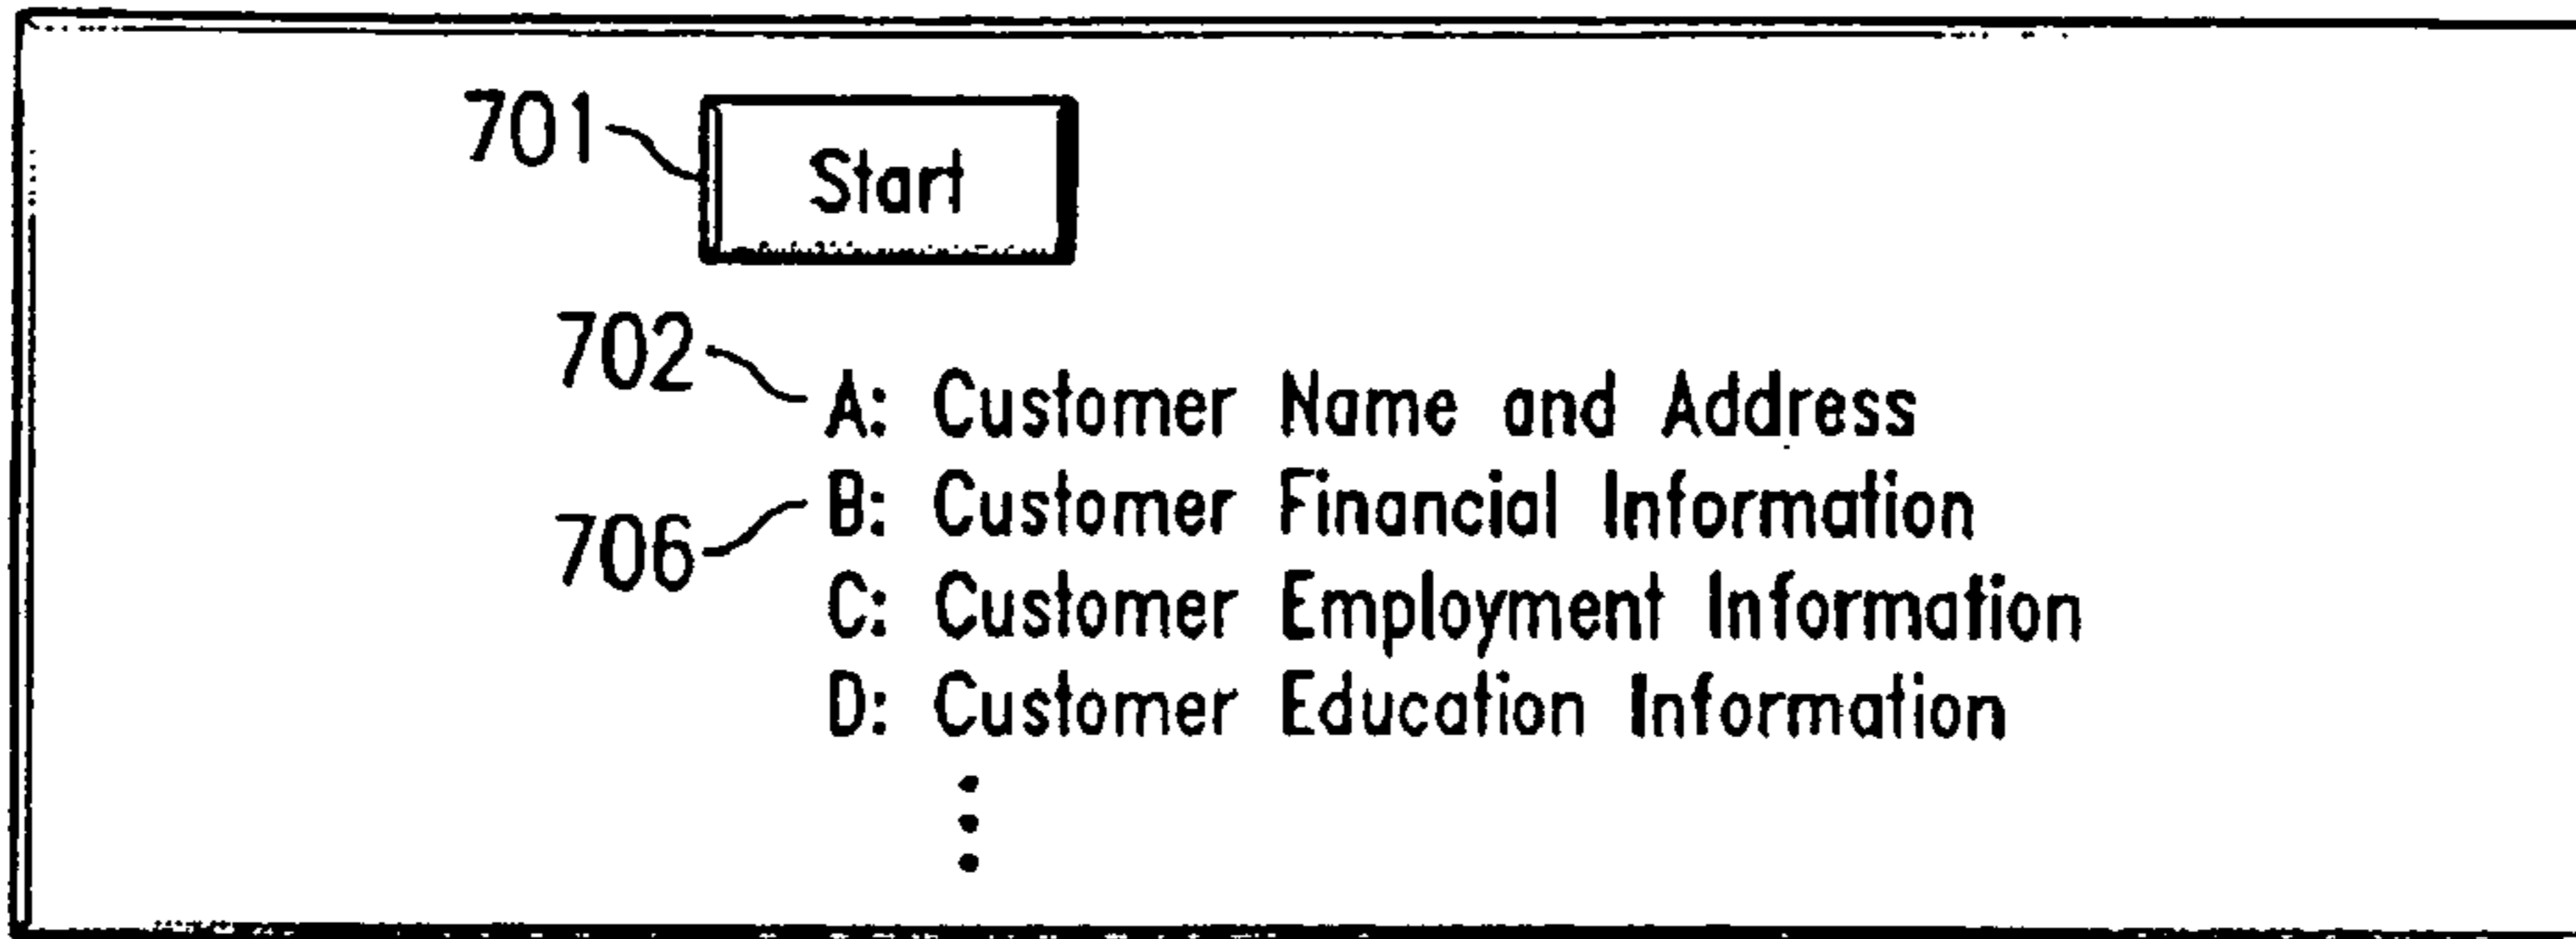 701 Start
702 A: Customer Name and Address
706 B: Customer Financial Information
C: Customer Employment Information
D: Customer Education Information